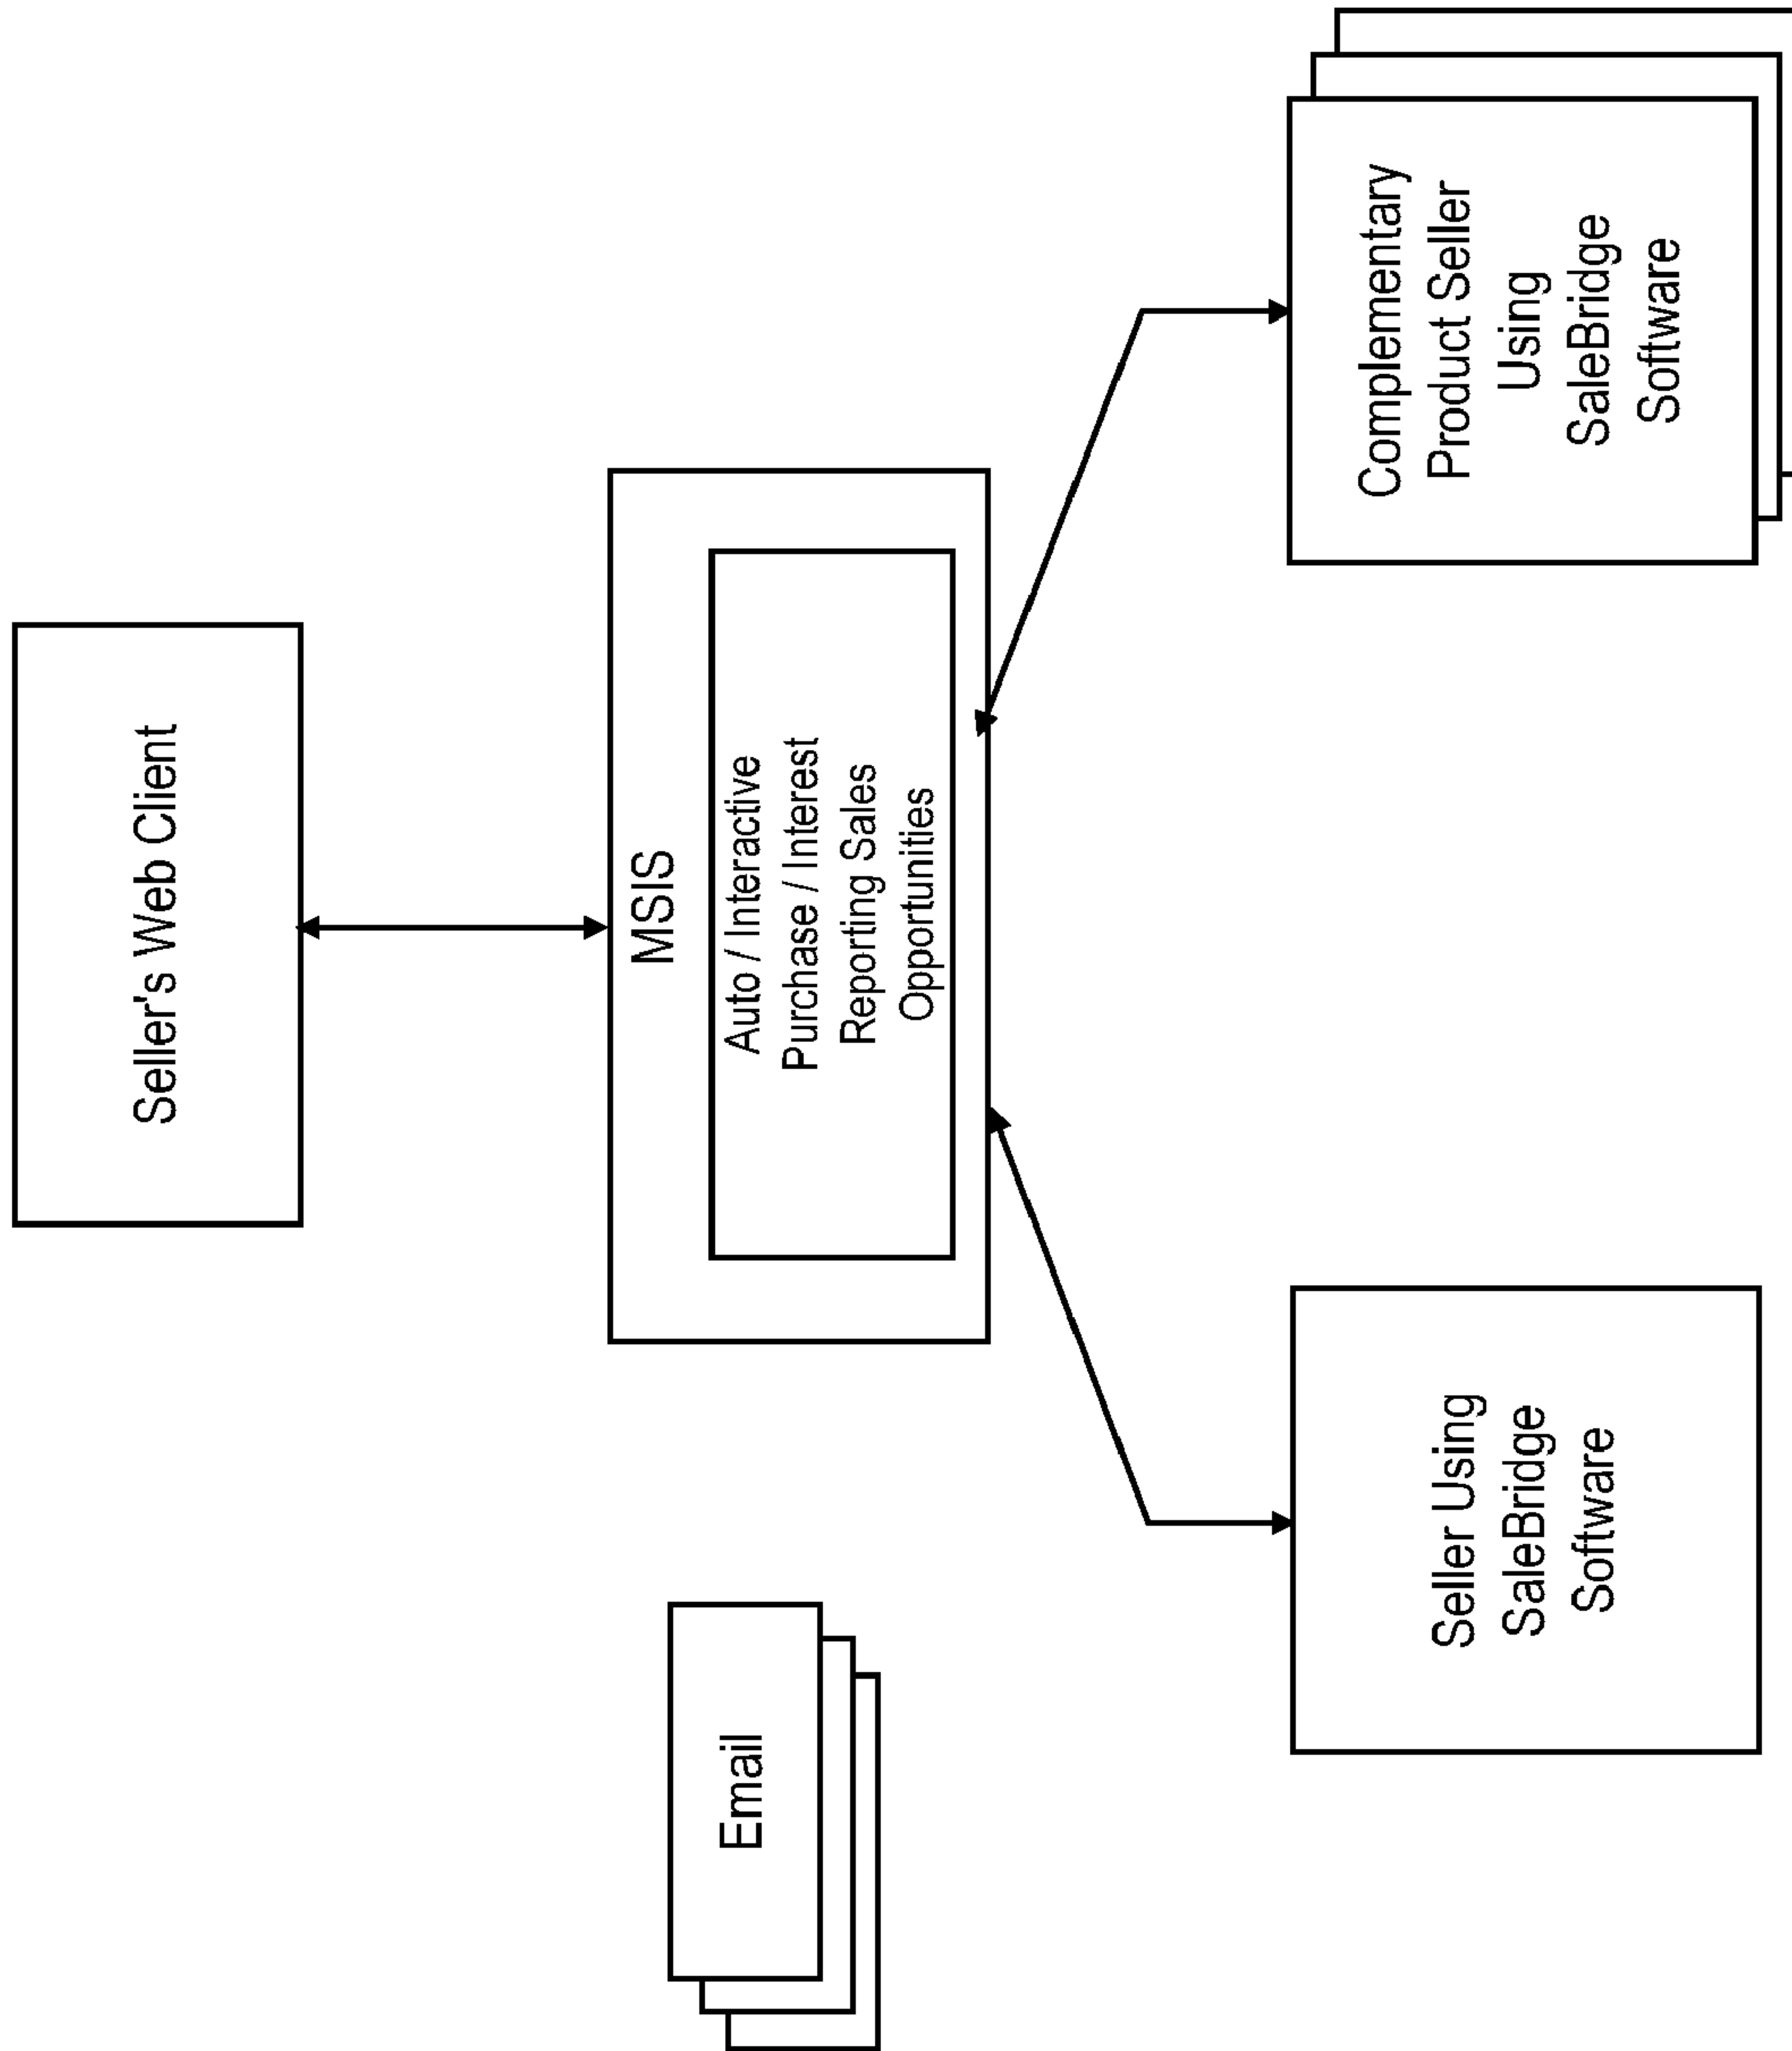 Seller's Web Client
MSIS
Auto / Interactive
Purchase / Interest
Reporting Sales
Opportunities
Email
Seller Using
SaleBridge
Software
Complementary
Product Seller
Using
SaleBridge
Software